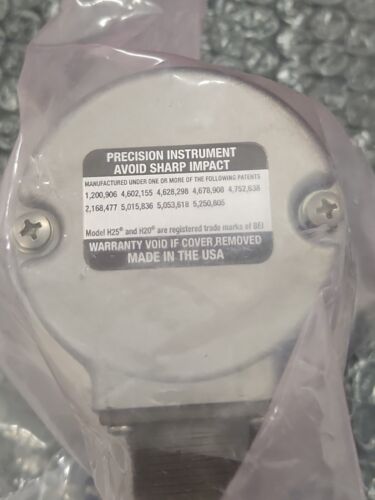 PRECISION INSTRUMENT
AVOID SHARP IMPACT
MANUFACTURED UNDER ONE OR MORE OF THE FOLLOWING PATENTS
1,200,906 4,602,155 4,628,298 4,678,908 4,752,638
2,168,477 5,015,836 5,053,618 5,250,805
Model H25® and H20® are registered trade marks of BEI
WARRANTY VOID IF COVER REMOVED
MADE IN THE USA